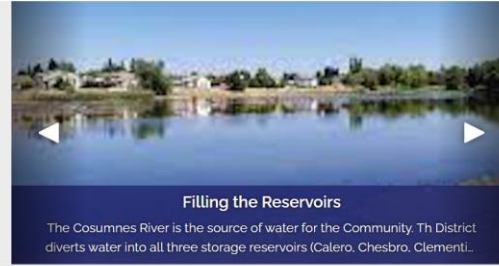 Filling the Reservoirs
The Cosumnes River is the source of water for the Community. Th District
diverts water into all three storage reservoirs (Calero, Chesbro, Clementi...